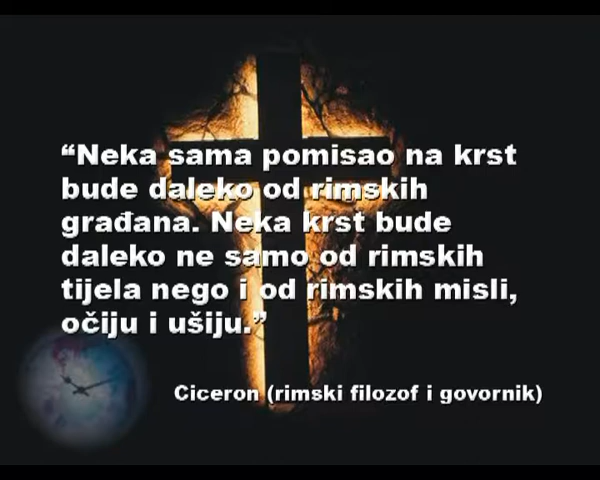 “Neka sama pomisao na krst
bude daleko od rimskih
građana. Neka krst bude
daleko ne samo od rimskih
tijela nego i od rimskih misli,
očiju i ušiju.”
Ciceron (rimski filozof i govornik)